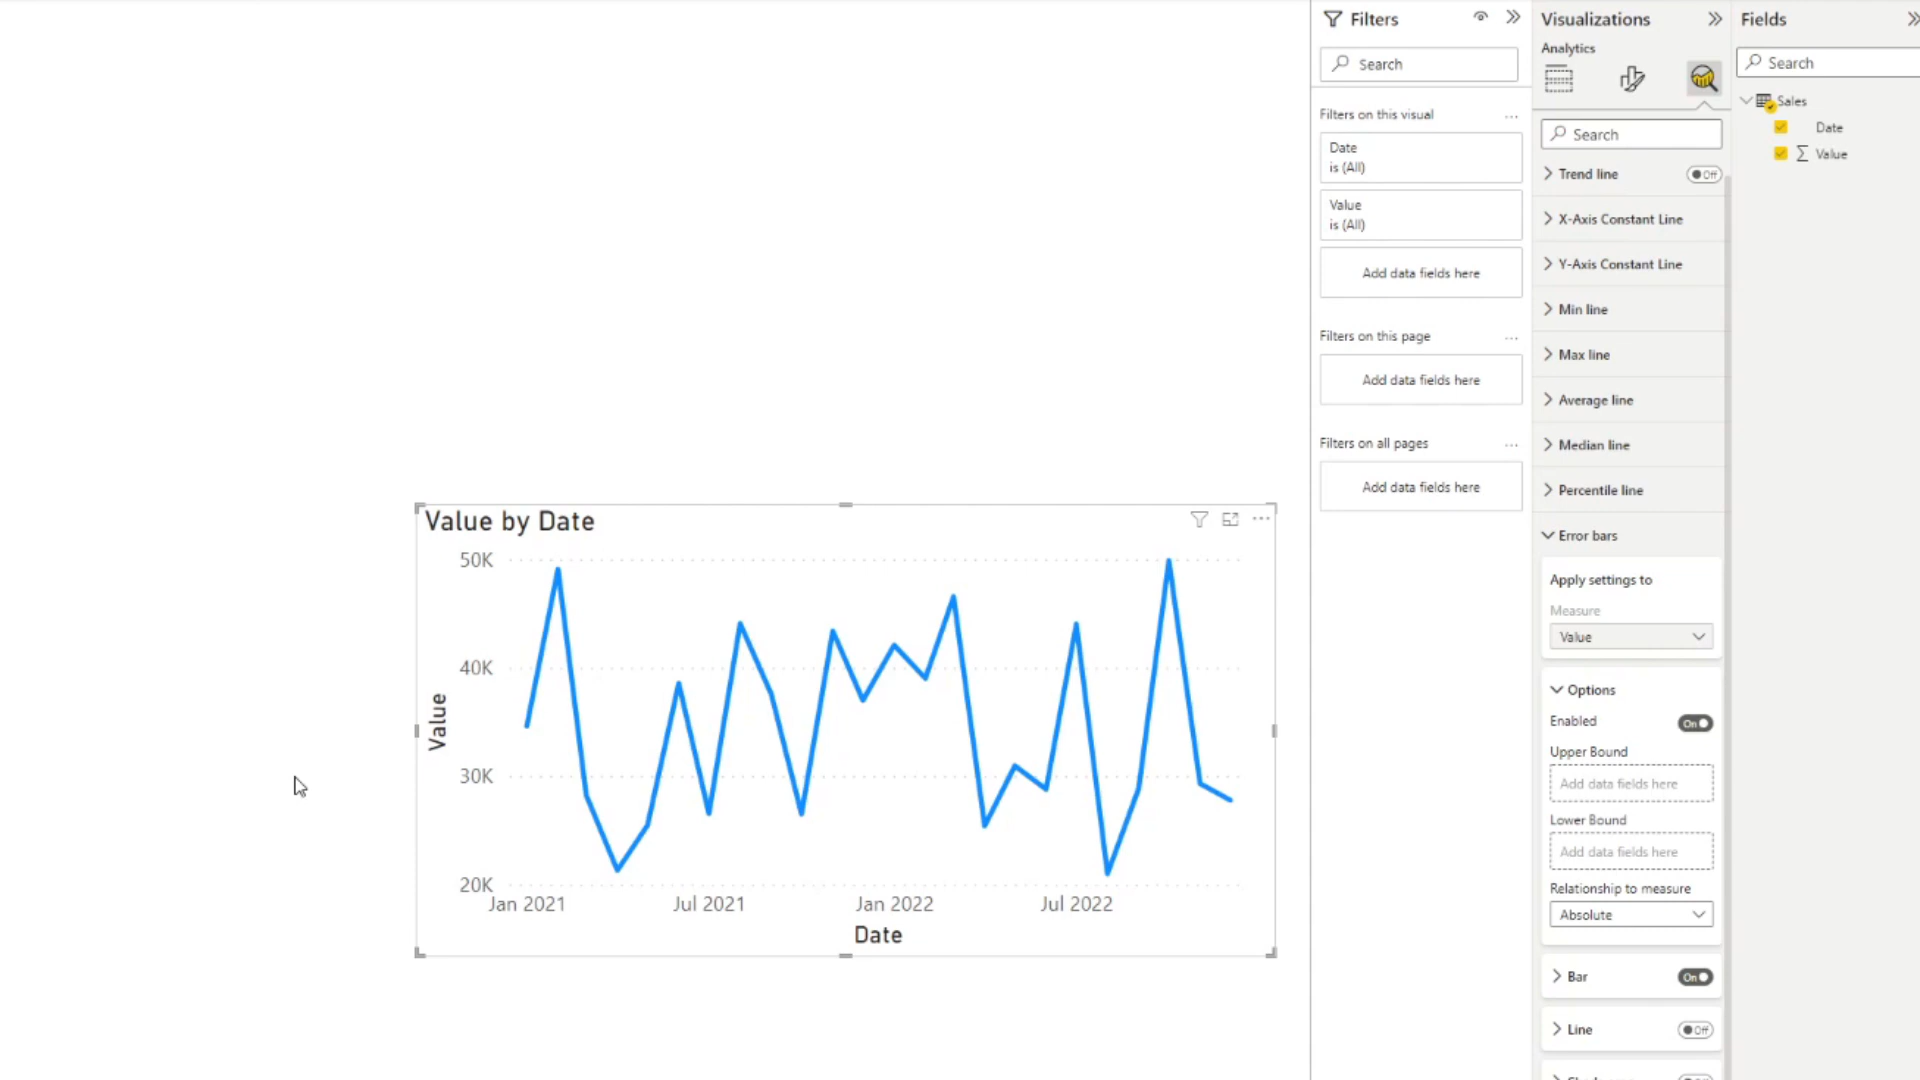 Filters
Search
Filters on this visual
Date
is (All)
Value
is (All)
Add data fields here
Filters on this page
Add data fields here
Filters on all pages
Add data fields here
Visualizations
Analytics
Search
Trend line Off
X-Axis Constant Line
Y-Axis Constant Line
Min line
Max line
Average line
Median line
Percentile line
Error bars
Apply settings to
Measure
Value
Options
Enabled On
Upper Bound
Add data fields here
Lower Bound
Add data fields here
Relationship to measure
Absolute
Bar On
Line Off
Fields
Search
Sales
Date
Σ Value
Value by Date
50K
40K
30K
20K
Value
Jan 2021 Jul 2021 Jan 2022 Jul 2022
Date